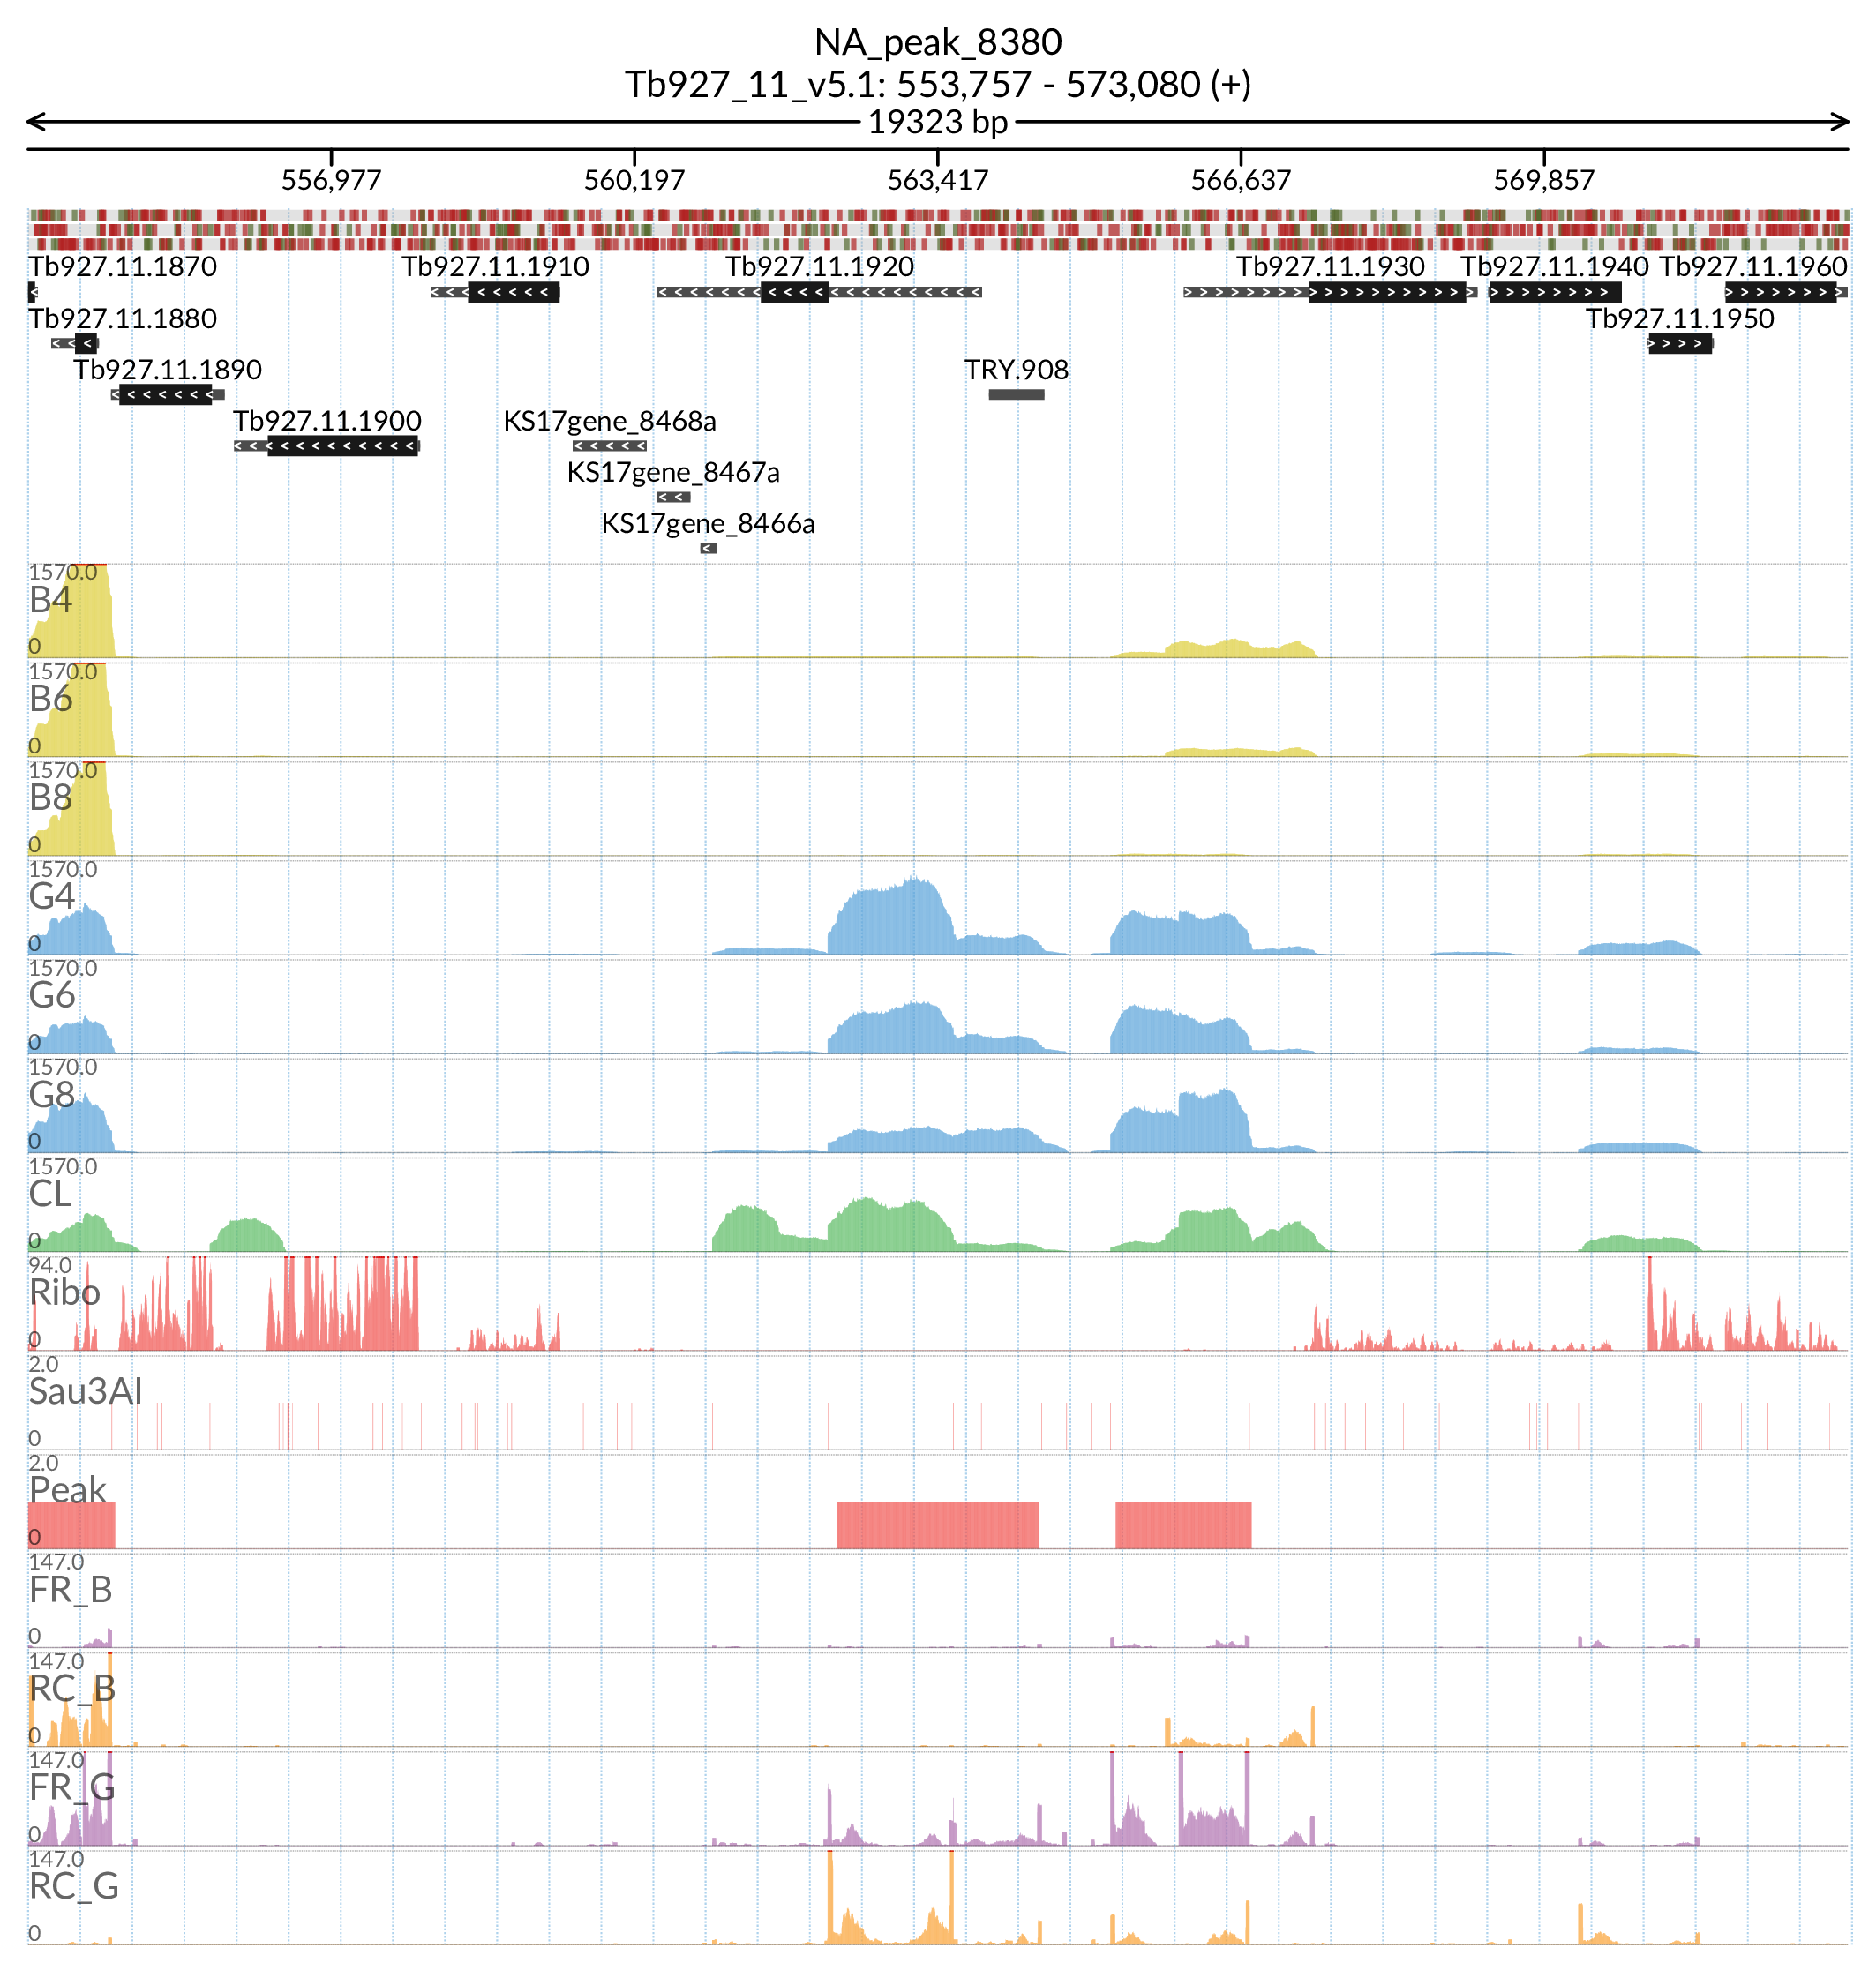 NA_peak_8380
Tb927_11_v5.1: 553,757 - 573,080 (+)
19323 bp
556,977 560,197 563,417 566,637 569,857
Tb927.11.1870 Tb927.11.1910 Tb927.11.1920 Tb927.11.1930 Tb927.11.1940 Tb927.11.1960
Tb927.11.1880 Tb927.11.1950
Tb927.11.1890 TRY.908
Tb927.11.1900 KS17gene_8468a
KS17gene_8467a
KS17gene_8466a
1570.0
B4
0
1570.0
B6
0
1570.0
B8
0
1570.0
G4
0
1570.0
G6
0
1570.0
G8
0
1570.0
CL
0
94.0
Ribo
0
2.0
Sau3AI
0
2.0
Peak
0
147.0
FR_B
0
147.0
RC_B
0
147.0
FR_G
0
147.0
RC_G
0